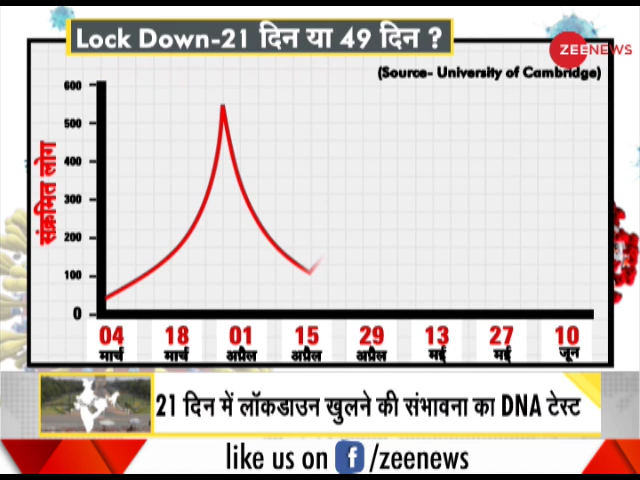 Lock Down-21 दिन या 49 दिन ?
ZEENEWS
(Source- University of Cambridge)
संक्रमित लोग
600
500
400
300
200
100
0
04 मार्च
18 मार्च
01 अप्रैल
15 अप्रैल
29 अप्रैल
13 मई
27 मई
10 जून
21 दिन में लॉकडाउन खुलने की संभावना का DNA टेस्ट
like us on f /zeenews